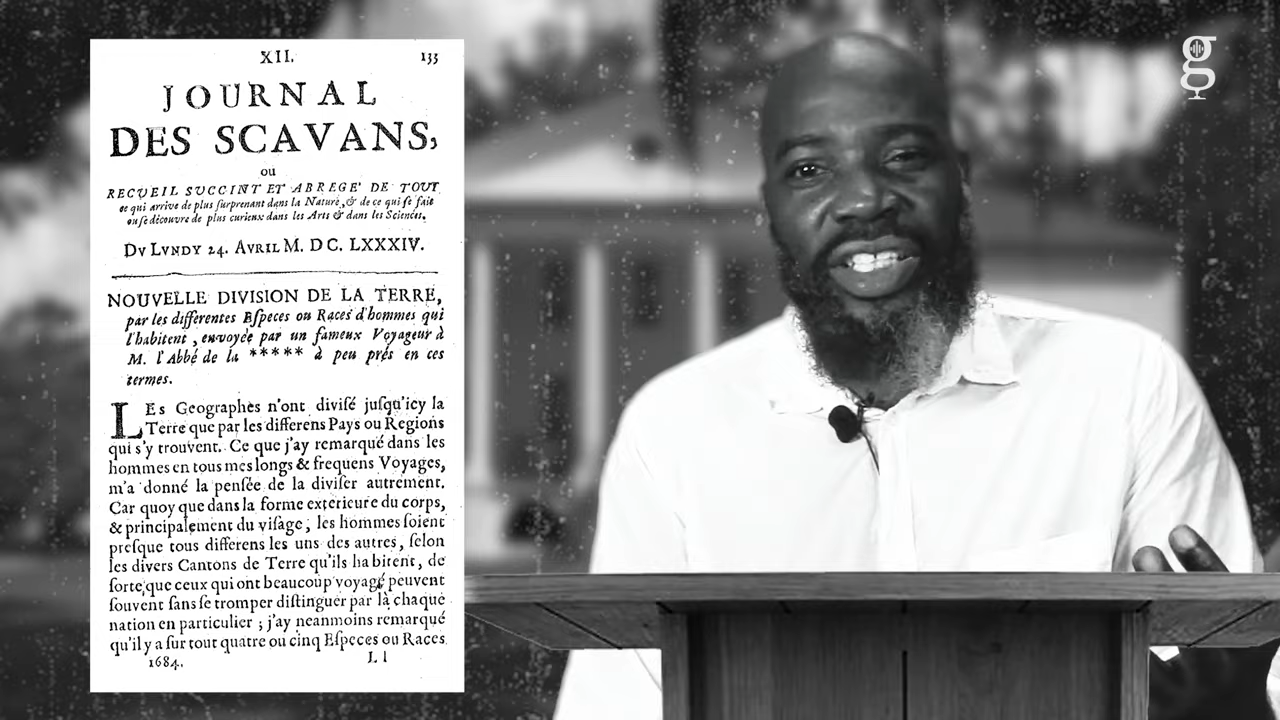 XII. 133
JOURNAL
DES SCAVANS,
ou
RECUEIL SUCCINT ET ABREGE' DE TOUT
ce qui arrive de plus surprenant dans la Nature, & de ce qui se fait
ou se découvre de plus curieux dans les Arts & dans les Sciences.
DV LVNDY 24. AVRIL M. DC. LXXXIV.
NOUVELLE DIVISION DE LA TERRE,
par les differentes Especes ou Races d'hommes qui
l'habitent, envoyée par un fameux Voyageur à
M. l'Abbé de la ***** à peu prés en ces
termes.
LEs Geographes n'ont divisé jusqu'icy la
Terre que par les differens Pays ou Regions
qui s'y trouvent. Ce que j'ay remarqué dans les
hommes en tous mes longs & frequens Voyages,
m'a donné la pensée de la diviser autrement.
Car quoy que dans la forme exterieure du corps,
& principalement du visage, les hommes soient
presque tous differens les uns des autres, selon
les divers Cantons de Terre qu'ils habitent, de
sorte que ceux qui ont beaucoup voyagé peuvent
souvent sans se tromper distinguer par là chaque
nation en particulier ; j'ay neanmoins remarqué
qu'il y a sur tout quatre ou cinq Especes ou Races
1684. L l
g